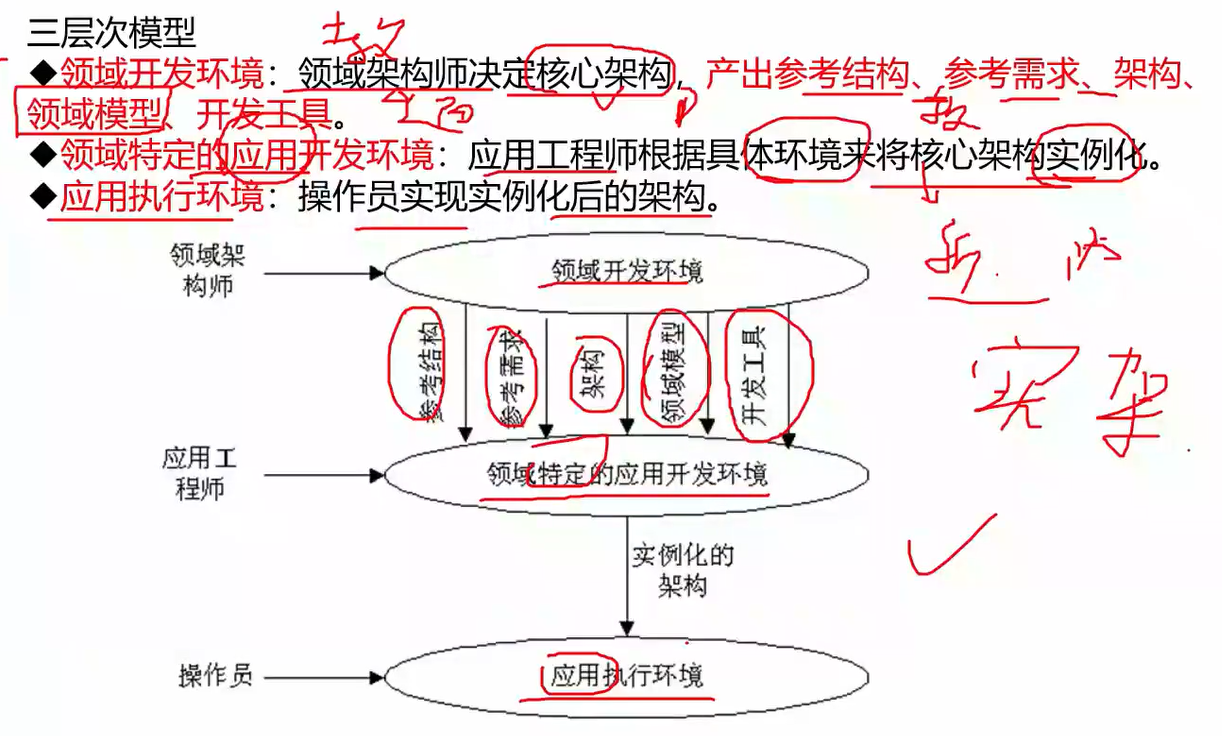 三层次模型
◆领域开发环境：领域架构师决定核心架构，产出参考结构、参考需求、架构、
领域模型、开发工具。
◆领域特定的应用开发环境：应用工程师根据具体环境来将核心架构实例化。
◆应用执行环境：操作员实现实例化后的架构。
领域架
构师
领域开发环境
参考结构
参考需求
架构
领域模型
开发工具
应用工
程师
领域特定的应用开发环境
实例化的
架构
操作员
应用执行环境